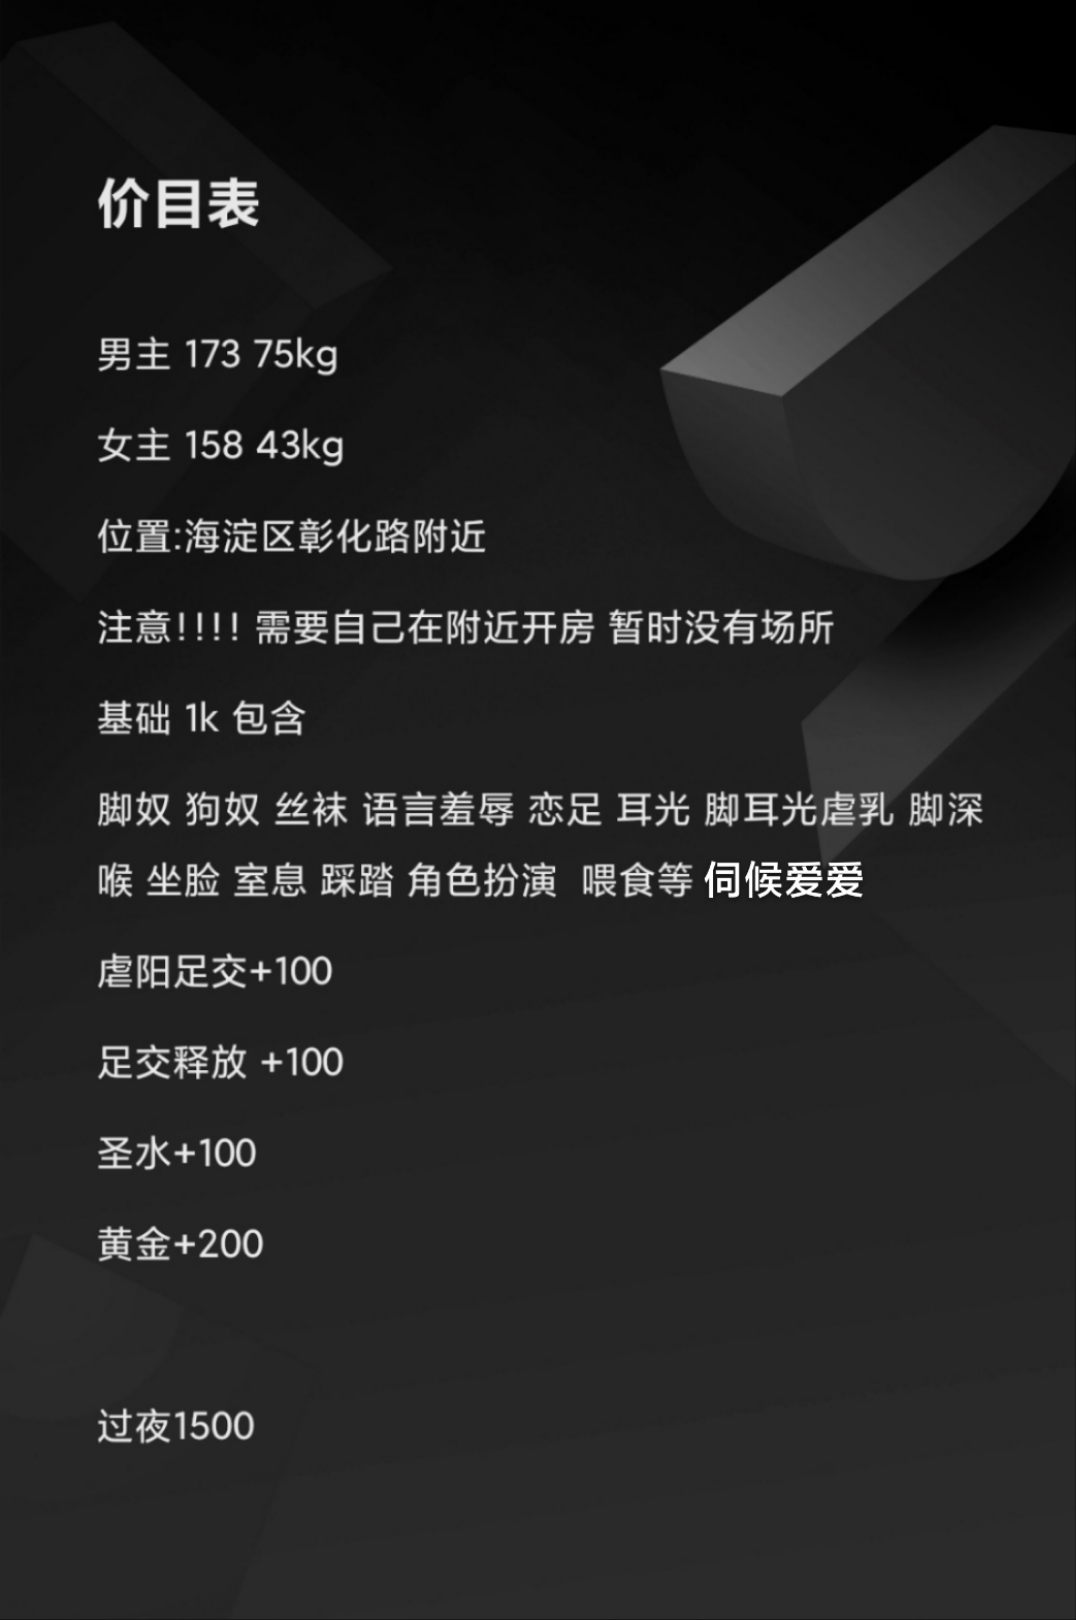 价目表
男主 173 75kg
女主 158 43kg
位置:海淀区彰化路附近
注意!!!! 需要自己在附近开房 暂时没有场所
基础 1k 包含
脚奴 狗奴 丝袜 语言羞辱 恋足 耳光 脚耳光虐乳 脚深
喉 坐脸 室息 踩踏 角色扮演 喂食等 伺候爱爱
虐阳足交+100
足交释放 +100
圣水+100
黄金+200
过夜1500